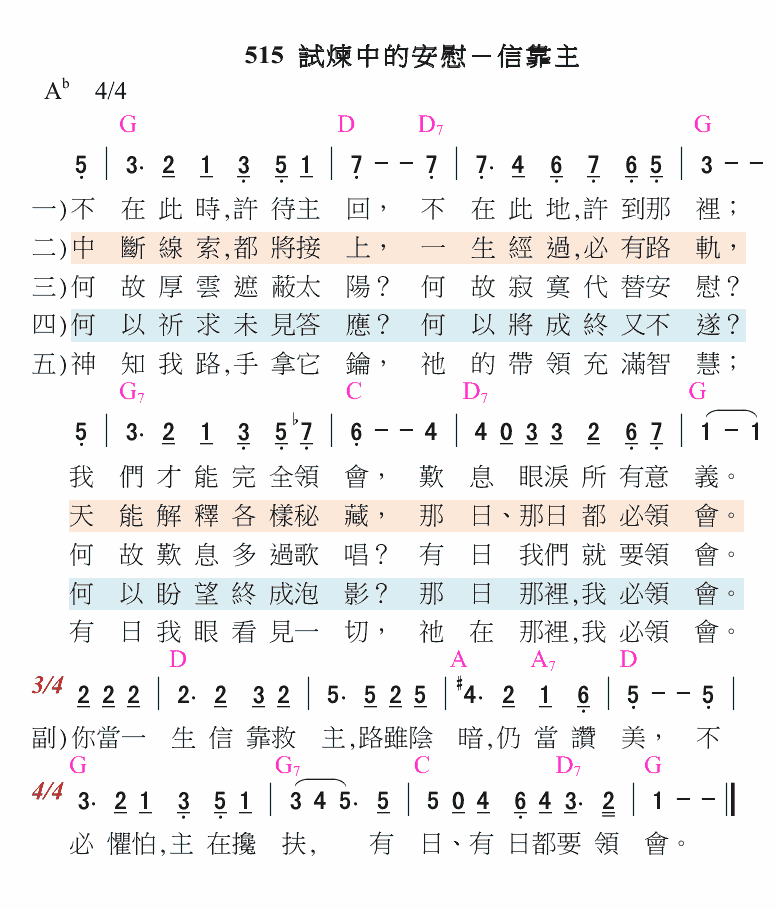 515 試煉中的安慰－信靠主
A♭ 4/4
G D D7 G
5 | 3· 2 1 3 5 1 | 7 － － 7 | 7· 4 6 7 6 5 | 3 － －
一)不 在 此 時,許 待主 回， 不 在 此 地,許 到那 裡；
二)中 斷 線 索,都 將接 上， 一 生 經 過,必 有路 軌，
三)何 故 厚 雲 遮 蔽太 陽？ 何 故 寂 寞 代 替安 慰？
四)何 以 祈 求 未 見答 應？ 何 以 將 成 終 又不 遂？
五)神 知 我 路,手 拿它 鑰， 祂 的 帶 領 充 滿智 慧；
G7 C D7 G
5 | 3· 2 1 3 5 ♭7 | 6 － － 4 | 4 0 3 3 2 6 7 | 1 － 1
我 們 才 能 完 全領 會， 歎 息 眼淚 所 有意 義。
天 能 解 釋 各 樣秘 藏， 那 日、那日 都 必領 會。
何 故 歎 息 多 過歌 唱？ 有 日 我們 就 要領 會。
何 以 盼 望 終 成泡 影？ 那 日 那裡,我 必領 會。
有 日 我 眼 看 見一 切， 祂 在 那裡,我 必領 會。
D A A7 D
3/4 2 2 2 | 2· 2 3 2 | 5· 5 2 5 | ♯4· 2 1 6 | 5 － － 5 |
副)你當一 生 信 靠救 主,路雖陰 暗,仍 當 讚 美， 不
G G7 C D7 G
4/4 3· 2 1 3 5 1 | 3 4 5· 5 | 5 0 4 6 4 3· 2 | 1 － － ‖
必 懼怕,主 在攙 扶, 有 日、有 日都要 領 會。